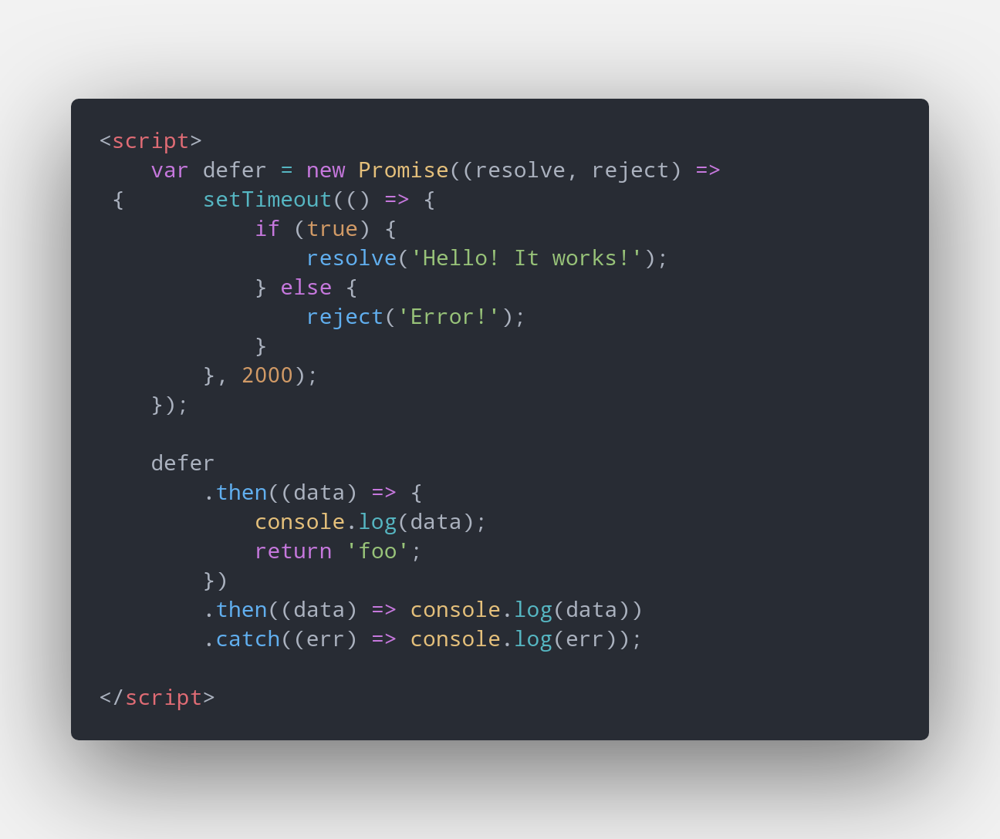 <script>
    var defer = new Promise((resolve, reject) =>
 {      setTimeout(() => {
            if (true) {
                resolve('Hello! It works!');
            } else {
                reject('Error!');
            }
        }, 2000);
    });

    defer
        .then((data) => {
            console.log(data);
            return 'foo';
        })
        .then((data) => console.log(data))
        .catch((err) => console.log(err));

</script>